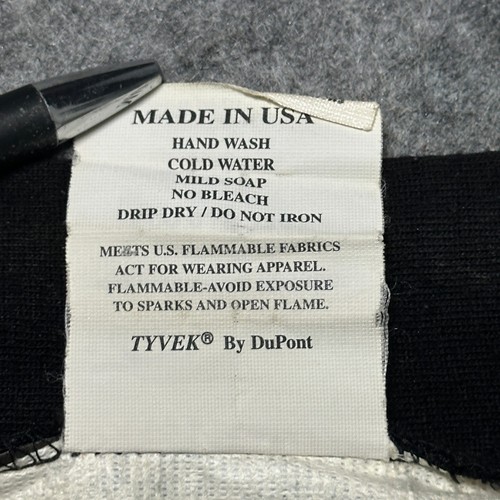 MADE IN USA
HAND WASH
COLD WATER
MILD SOAP
NO BLEACH
DRIP DRY / DO NOT IRON
MEETS U.S. FLAMMABLE FABRICS
ACT FOR WEARING APPAREL.
FLAMMABLE-AVOID EXPOSURE
TO SPARKS AND OPEN FLAME.
TYVEK® By DuPont